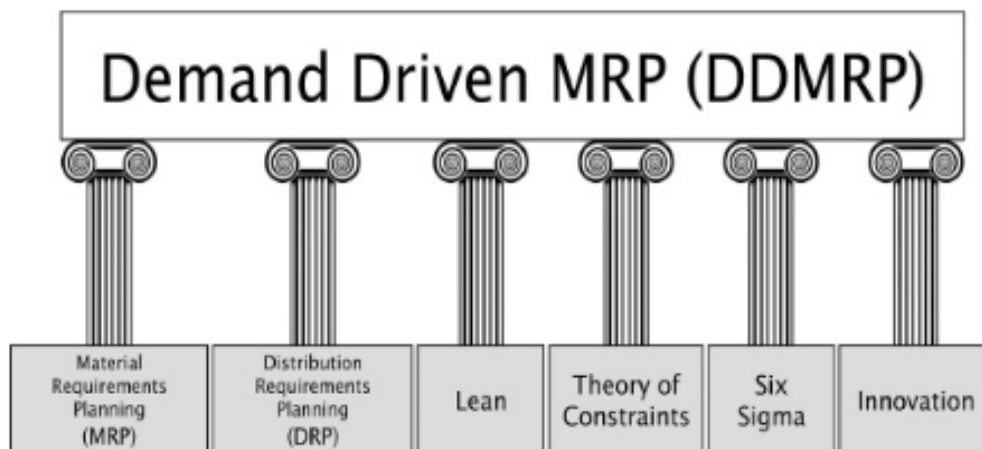 Demand Driven MRP (DDMRP)
Material
Requirements
Planning
(MRP)
Distribution
Requirements
Planning
(DRP)
Lean
Theory of
Constraints
Six
Sigma
Innovation